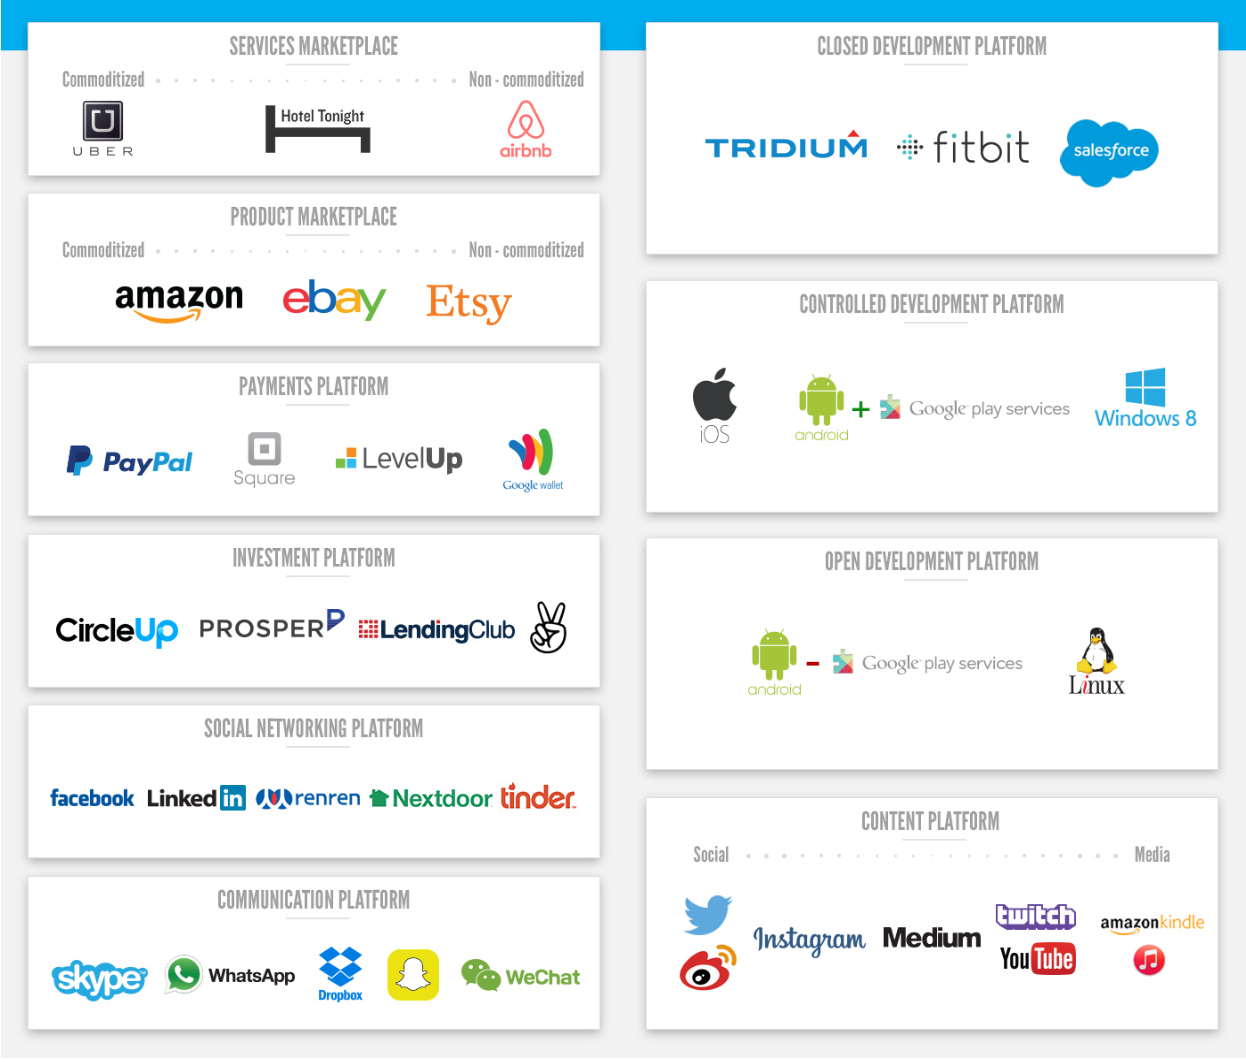 SERVICES MARKETPLACE
Commoditized Non - commoditized
UBER
Hotel Tonight
airbnb
PRODUCT MARKETPLACE
Commoditized Non - commoditized
amazon ebay Etsy
PAYMENTS PLATFORM
PayPal
Square
LevelUp
Google wallet
INVESTMENT PLATFORM
CircleUp PROSPER LendingClub
SOCIAL NETWORKING PLATFORM
facebook Linked in renren Nextdoor tinder
COMMUNICATION PLATFORM
skype WhatsApp
Dropbox
WeChat
CLOSED DEVELOPMENT PLATFORM
TRIDIUM fitbit salesforce
CONTROLLED DEVELOPMENT PLATFORM
iOS
android
+ Google play services
Windows 8
OPEN DEVELOPMENT PLATFORM
android
- Google play services
Linux
CONTENT PLATFORM
Social Media
Instagram Medium
twitch
YouTube
amazonkindle